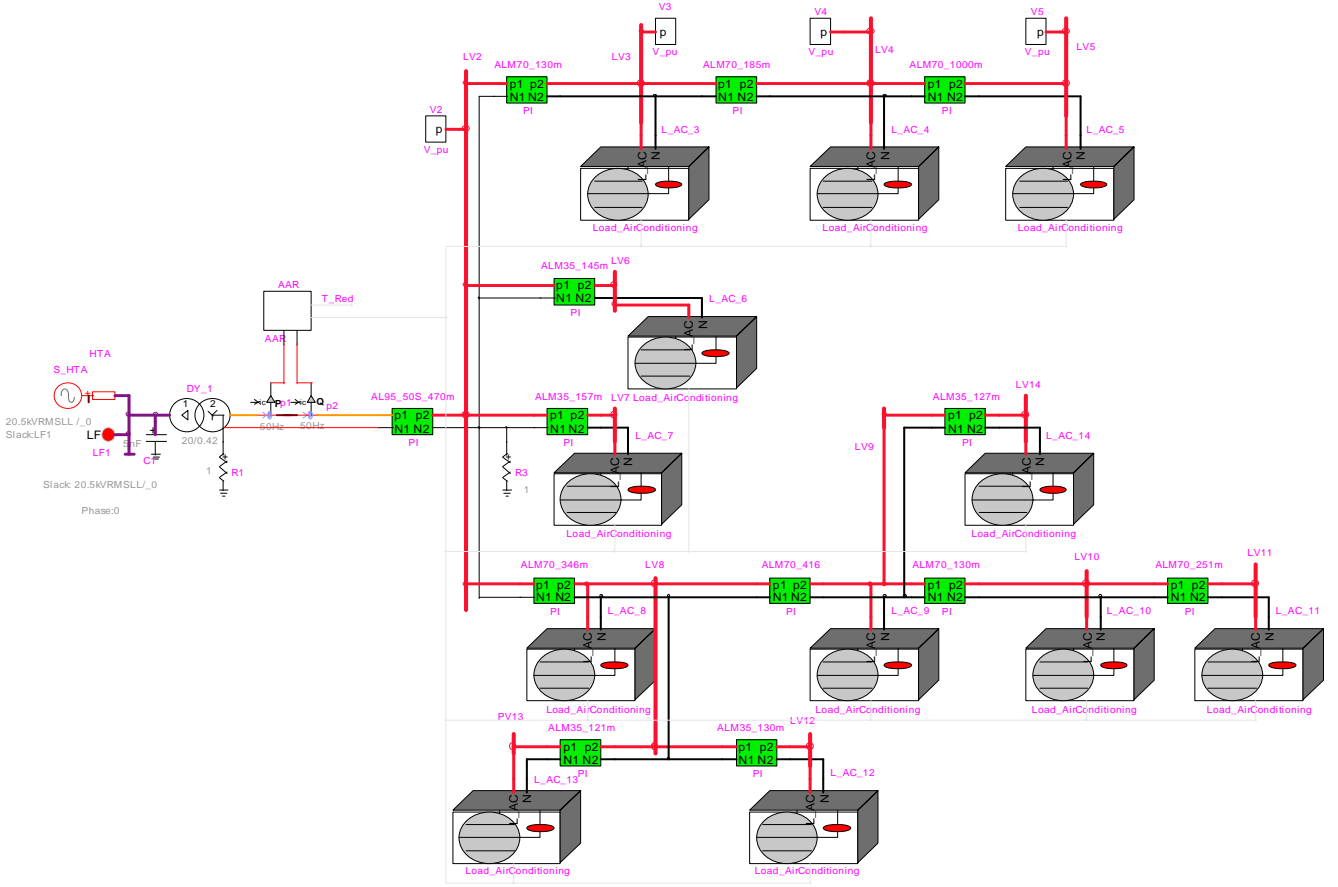 V3
p
V_pu
V4
p
V_pu
V5
p
V_pu
LV2
LV3
LV4
LV5
ALM70_130m
p1 p2
N1 N2
PI
ALM70_185m
p1 p2
N1 N2
PI
ALM70_1000m
p1 p2
N1 N2
PI
V2
p
V_pu
L_AC_3
AC
N
Load_AirConditioning
L_AC_4
AC
N
Load_AirConditioning
L_AC_5
AC
N
Load_AirConditioning
ALM35_145m
p1 p2
N1 N2
PI
LV6
L_AC_6
AC
N
Load_AirConditioning
AAR
T_Red
AAR
HTA
S_HTA
20.5kVRMSLL /_0
Slack:LF1
LF
LF1
5nF
C1
Slack: 20.5kVRMSLL/_0
Phase:0
DY_1
1
2
20/0.42
1
R1
P
p1
50Hz
Q
p2
50Hz
AL95_50S_470m
p1 p2
N1 N2
PI
R3
1
ALM35_157m
p1 p2
N1 N2
PI
LV7
L_AC_7
AC
N
Load_AirConditioning
LV9
ALM35_127m
p1 p2
N1 N2
PI
LV14
L_AC_14
AC
N
Load_AirConditioning
ALM70_346m
p1 p2
N1 N2
PI
LV8
L_AC_8
AC
N
Load_AirConditioning
ALM70_416
p1 p2
N1 N2
PI
L_AC_9
AC
N
Load_AirConditioning
ALM70_130m
p1 p2
N1 N2
PI
LV10
L_AC_10
AC
N
Load_AirConditioning
ALM70_251m
p1 p2
N1 N2
PI
LV11
L_AC_11
AC
N
Load_AirConditioning
PV13
ALM35_121m
p1 p2
N1 N2
PI
L_AC_13
AC
N
Load_AirConditioning
ALM35_130m
p1 p2
N1 N2
PI
LV12
L_AC_12
AC
N
Load_AirConditioning